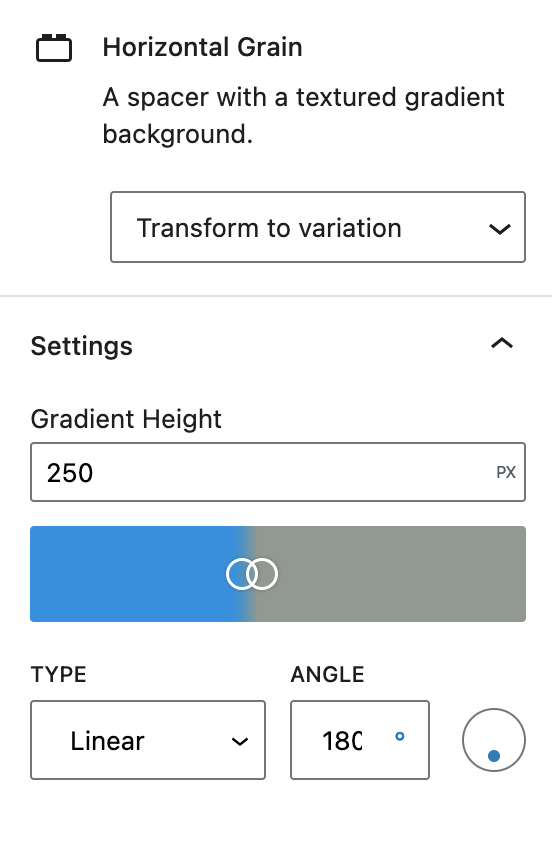 Horizontal Grain
A spacer with a textured gradient
background.
Transform to variation
Settings
Gradient Height
250 PX
TYPE ANGLE
Linear 180 °